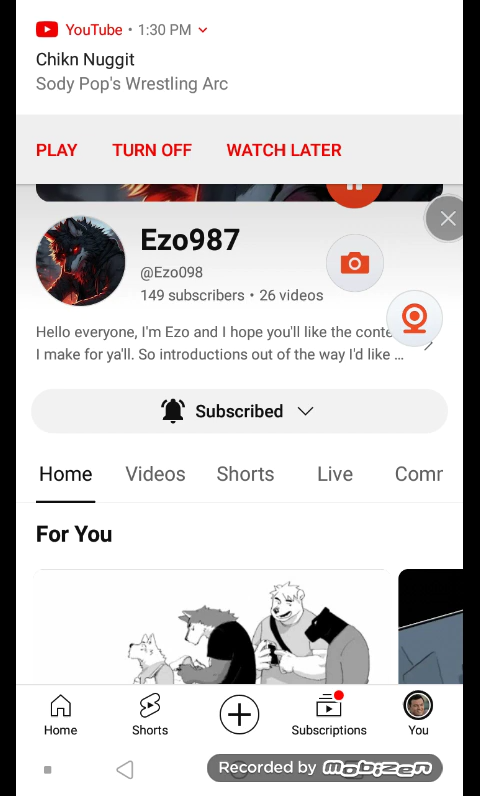 YouTube • 1:30 PM
Chikn Nuggit
Sody Pop's Wrestling Arc
PLAY TURN OFF WATCH LATER
Ezo987
@Ezo098
149 subscribers • 26 videos
Hello everyone, I'm Ezo and I hope you'll like the conte
I make for ya'll. So introductions out of the way I'd like ...
Subscribed
Home Videos Shorts Live Comm
For You
Home Shorts Subscriptions You
Recorded by mobizen